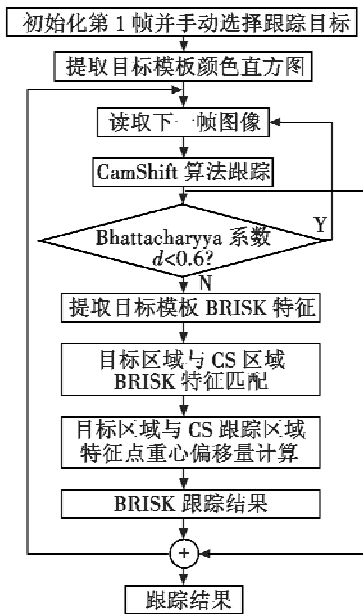 初始化第1帧并手动选择跟踪目标
提取目标模板颜色直方图
读取下一帧图像
CamShift 算法跟踪
Bhattacharyya 系数
d<0.6?
Y
N
提取目标模板 BRISK 特征
目标区域与 CS 区域
BRISK 特征匹配
目标区域与 CS 跟踪区域
特征点重心偏移量计算
BRISK 跟踪结果
+
跟踪结果